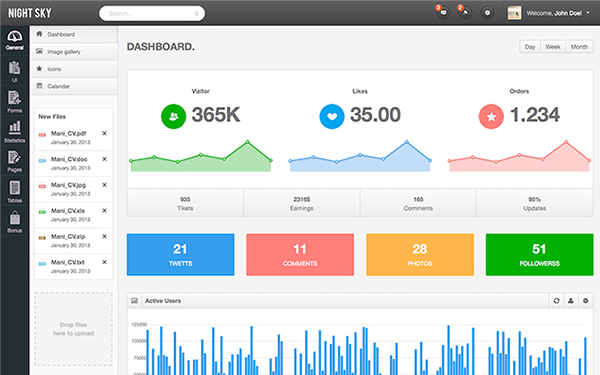 NIGHT SKY
Search...
3
2
Welcome, John Doe!
General
UI
Forms
Statistics
Pages
Tables
Bonus
Dashboard
Image gallery
Icons
Calendar
New Files
Mani_CV.pdf
January 30, 2013
Mani_CV.doc
January 30, 2013
Mani_CV.jpg
January 30, 2013
Mani_CV.xls
January 30, 2013
Mani_CV.zip
January 30, 2013
Mani_CV.txt
January 30, 2013
Drop files
here to upload
DASHBOARD.
Day Week Month
Vizitor
365K
Likes
35.00
Orders
1.234
935
Tikets
2316$
Earnings
165
Comments
95%
Updates
21
TWETTS
11
COMMENTS
28
PHOTOS
51
FOLLOWERSS
Active Users
125000
100000
75000
50000